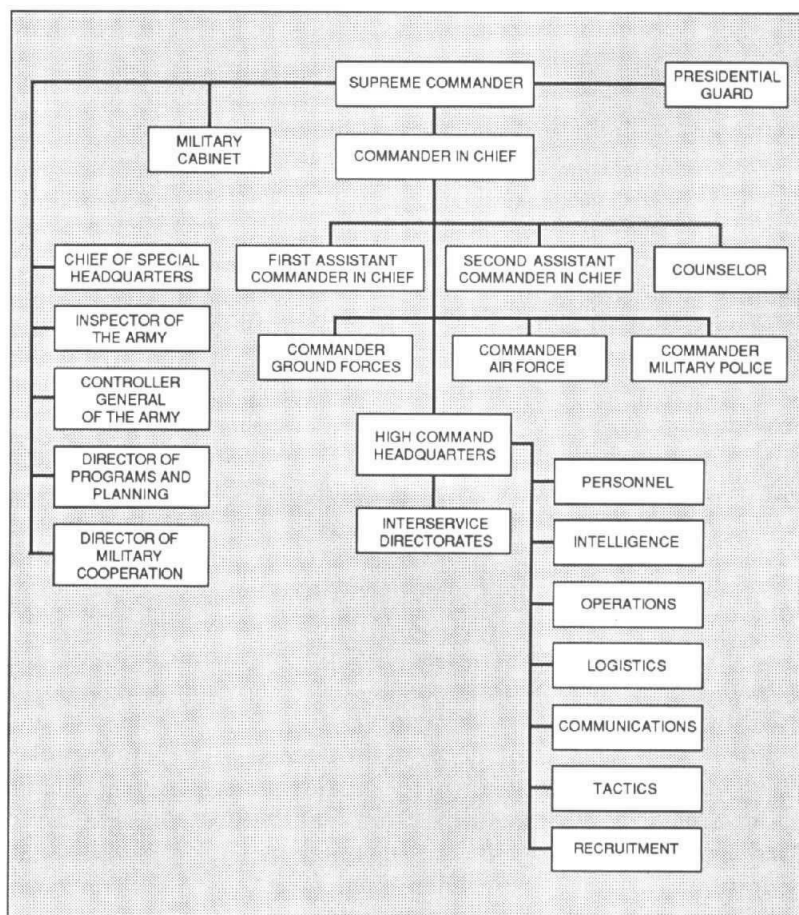 SUPREME COMMANDER
PRESIDENTIAL
GUARD
MILITARY
CABINET
COMMANDER IN CHIEF
CHIEF OF SPECIAL
HEADQUARTERS
FIRST ASSISTANT
COMMANDER IN CHIEF
SECOND ASSISTANT
COMMANDER IN CHIEF
COUNSELOR
INSPECTOR OF
THE ARMY
COMMANDER
GROUND FORCES
COMMANDER
AIR FORCE
COMMANDER
MILITARY POLICE
CONTROLLER
GENERAL
OF THE ARMY
HIGH COMMAND
HEADQUARTERS
DIRECTOR OF
PROGRAMS AND
PLANNING
PERSONNEL
INTERSERVICE
DIRECTORATES
DIRECTOR OF
MILITARY
COOPERATION
INTELLIGENCE
OPERATIONS
LOGISTICS
COMMUNICATIONS
TACTICS
RECRUITMENT